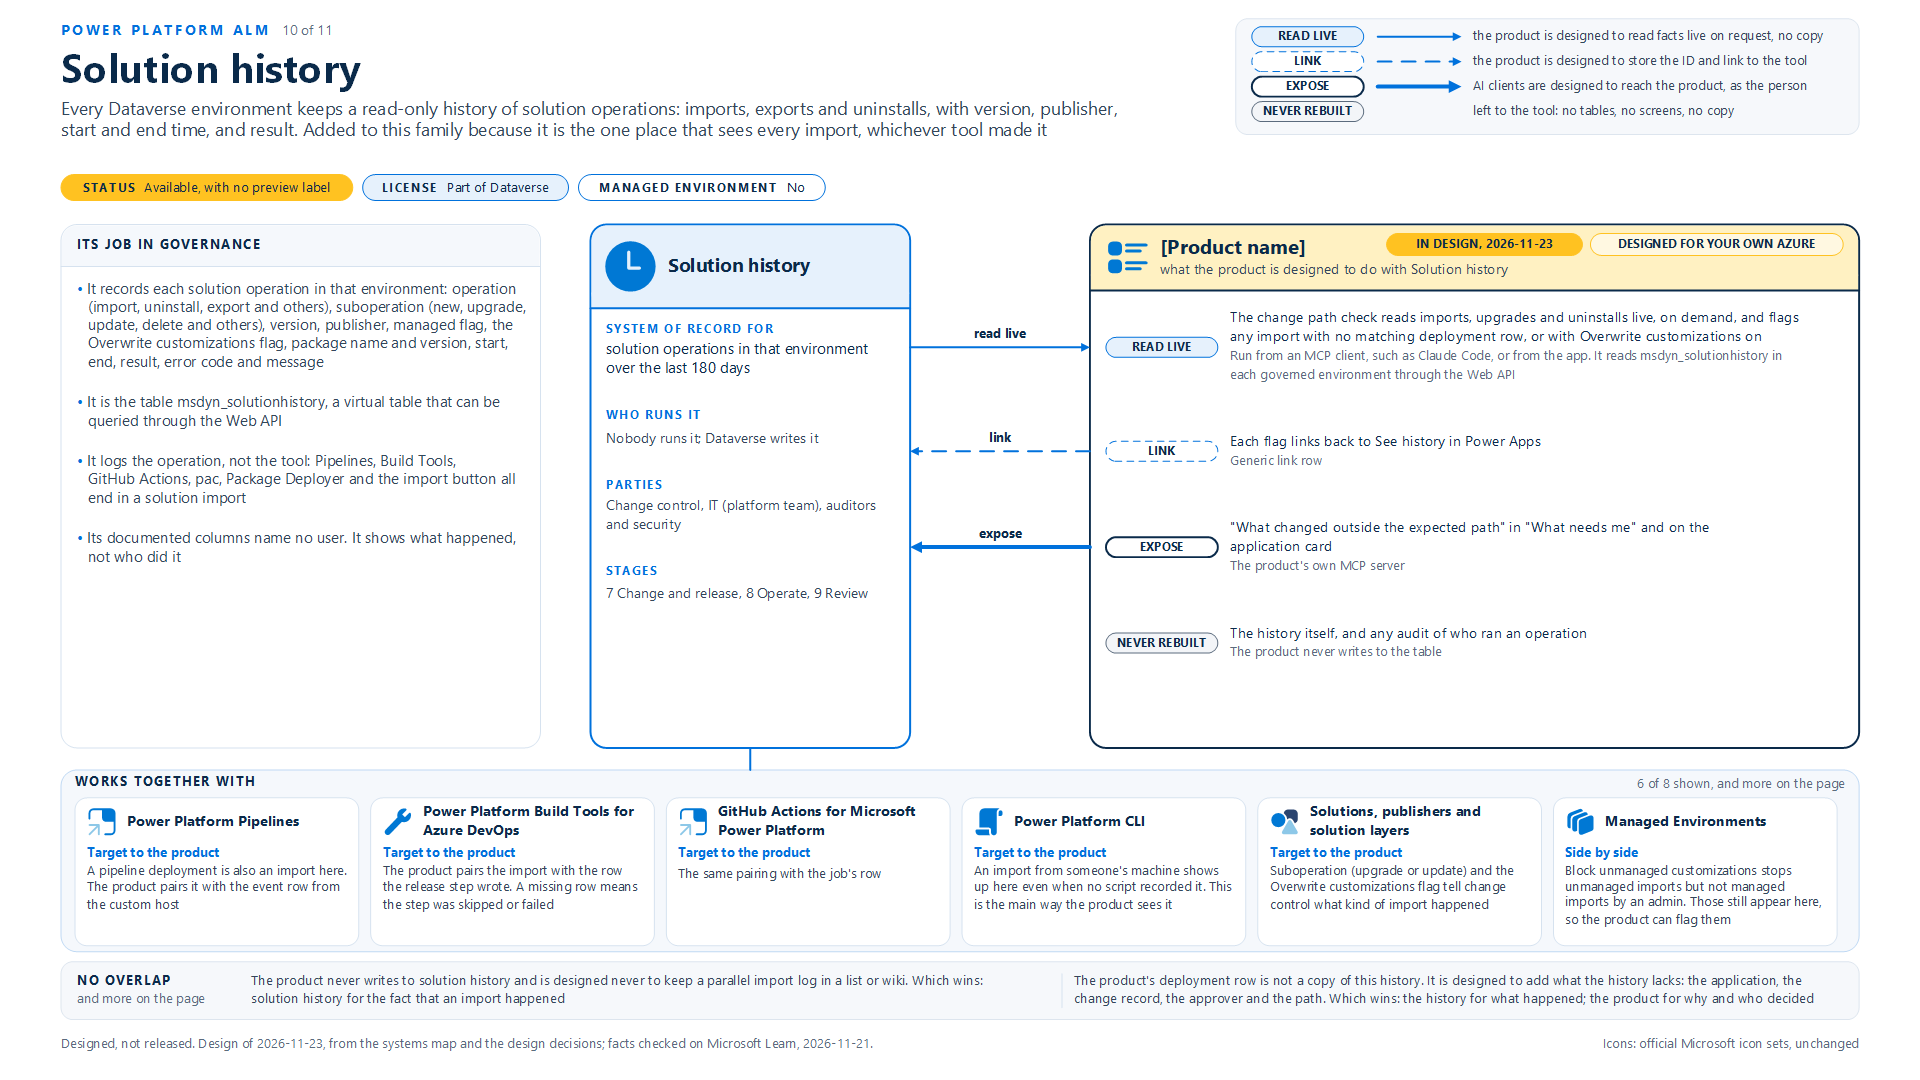 POWER PLATFORM ALM 10 of 11
Solution history
Every Dataverse environment keeps a read-only history of solution operations: imports, exports and uninstalls, with version, publisher,
start and end time, and result. Added to this family because it is the one place that sees every import, whichever tool made it
READ LIVE the product is designed to read facts live on request, no copy
LINK the product is designed to store the ID and link to the tool
EXPOSE AI clients are designed to reach the product, as the person
NEVER REBUILT left to the tool: no tables, no screens, no copy
STATUS Available, with no preview label
LICENSE Part of Dataverse
MANAGED ENVIRONMENT No
ITS JOB IN GOVERNANCE
• It records each solution operation in that environment: operation
(import, uninstall, export and others), suboperation (new, upgrade,
update, delete and others), version, publisher, managed flag, the
Overwrite customizations flag, package name and version, start,
end, result, error code and message
• It is the table msdyn_solutionhistory, a virtual table that can be
queried through the Web API
• It logs the operation, not the tool: Pipelines, Build Tools,
GitHub Actions, pac, Package Deployer and the import button all
end in a solution import
• Its documented columns name no user. It shows what happened,
not who did it
Solution history
SYSTEM OF RECORD FOR
solution operations in that environment
over the last 180 days
WHO RUNS IT
Nobody runs it; Dataverse writes it
PARTIES
Change control, IT (platform team), auditors
and security
STAGES
7 Change and release, 8 Operate, 9 Review
read live
link
expose
[Product name]
IN DESIGN, 2026-11-23
DESIGNED FOR YOUR OWN AZURE
what the product is designed to do with Solution history
READ LIVE
The change path check reads imports, upgrades and uninstalls live, on demand, and flags
any import with no matching deployment row, or with Overwrite customizations on
Run from an MCP client, such as Claude Code, or from the app. It reads msdyn_solutionhistory in
each governed environment through the Web API
LINK
Each flag links back to See history in Power Apps
Generic link row
EXPOSE
"What changed outside the expected path" in "What needs me" and on the
application card
The product's own MCP server
NEVER REBUILT
The history itself, and any audit of who ran an operation
The product never writes to the table
WORKS TOGETHER WITH
6 of 8 shown, and more on the page
Power Platform Pipelines
Target to the product
A pipeline deployment is also an import here.
The product pairs it with the event row from
the custom host
Power Platform Build Tools for
Azure DevOps
Target to the product
The product pairs the import with the row
the release step wrote. A missing row means
the step was skipped or failed
GitHub Actions for Microsoft
Power Platform
Target to the product
The same pairing with the job's row
Power Platform CLI
Target to the product
An import from someone's machine shows
up here even when no script recorded it. This
is the main way the product sees it
Solutions, publishers and
solution layers
Target to the product
Suboperation (upgrade or update) and the
Overwrite customizations flag tell change
control what kind of import happened
Managed Environments
Side by side
Block unmanaged customizations stops
unmanaged imports but not managed
imports by an admin. Those still appear here,
so the product can flag them
NO OVERLAP
and more on the page
The product never writes to solution history and is designed never to keep a parallel import log in a list or wiki. Which wins:
solution history for the fact that an import happened
The product's deployment row is not a copy of this history. It is designed to add what the history lacks: the application, the
change record, the approver and the path. Which wins: the history for what happened; the product for why and who decided
Designed, not released. Design of 2026-11-23, from the systems map and the design decisions; facts checked on Microsoft Learn, 2026-11-21.
Icons: official Microsoft icon sets, unchanged